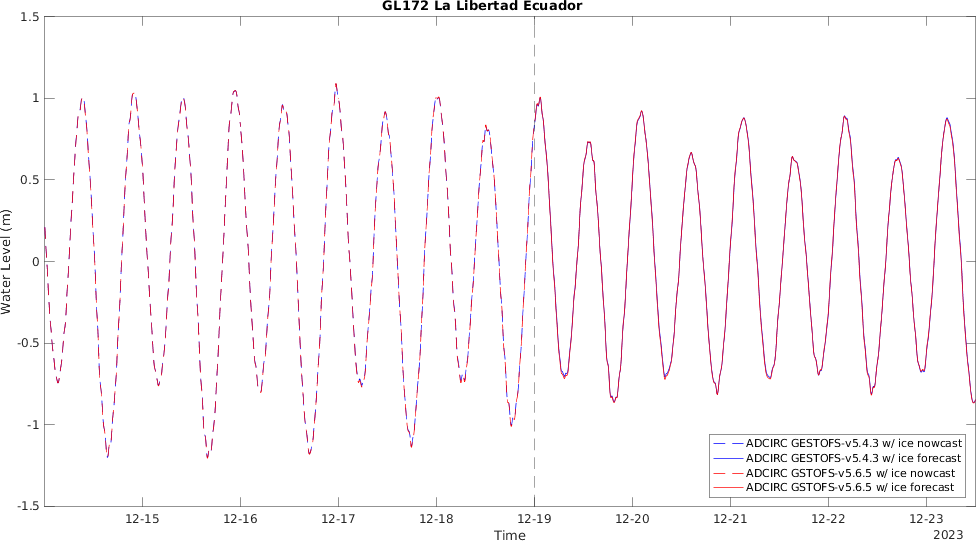 GL172 La Libertad Ecuador
1.5
1
0.5
0
-0.5
-1
-1.5
Water Level (m)
ADCIRC GESTOFS-v5.4.3 w/ ice nowcast
ADCIRC GESTOFS-v5.4.3 w/ ice forecast
ADCIRC GSTOFS-v5.6.5 w/ ice nowcast
ADCIRC GSTOFS-v5.6.5 w/ ice forecast
12-15 12-16 12-17 12-18 12-19 12-20 12-21 12-22 12-23
Time
2023